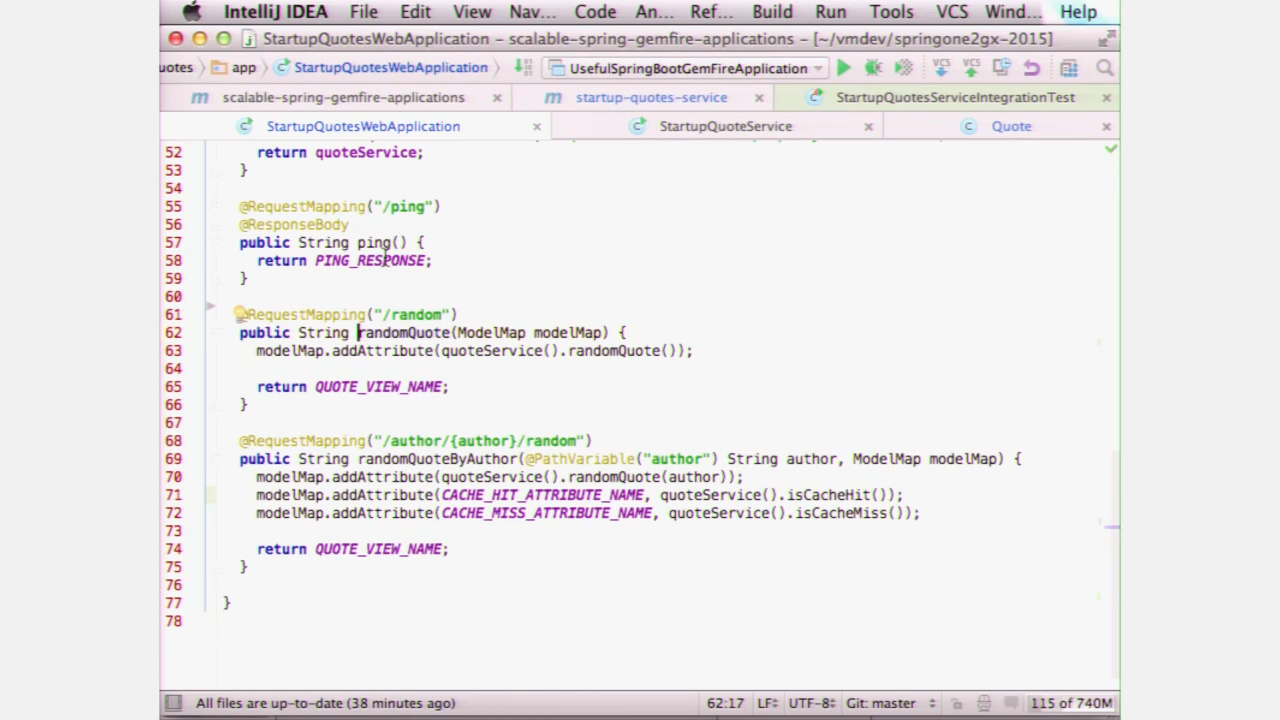 IntelliJ IDEA File Edit View Nav... Code An... Ref... Build Run Tools VCS Wind... Help
StartupQuotesWebApplication – scalable-spring-gemfire-applications – [~/vmdev/springone2gx-2015]
uotes app StartupQuotesWebApplication UsefulSpringBootGemFireApplication VCS VCS
m scalable-spring-gemfire-applications m startup-quotes-service StartupQuotesServiceIntegrationTest
StartupQuotesWebApplication StartupQuoteService Quote
52 return quoteService;
53 }
54
55 @RequestMapping("/ping")
56 @ResponseBody
57 public String ping() {
58 return PING_RESPONSE;
59 }
60
61 @RequestMapping("/random")
62 public String randomQuote(ModelMap modelMap) {
63 modelMap.addAttribute(quoteService().randomQuote());
64
65 return QUOTE_VIEW_NAME;
66 }
67
68 @RequestMapping("/author/{author}/random")
69 public String randomQuoteByAuthor(@PathVariable("author") String author, ModelMap modelMap) {
70 modelMap.addAttribute(quoteService().randomQuote(author));
71 modelMap.addAttribute(CACHE_HIT_ATTRIBUTE_NAME, quoteService().isCacheHit());
72 modelMap.addAttribute(CACHE_MISS_ATTRIBUTE_NAME, quoteService().isCacheMiss());
73
74 return QUOTE_VIEW_NAME;
75 }
76
77 }
78
All files are up-to-date (38 minutes ago) 62:17 LF UTF-8 Git: master 115 of 740M